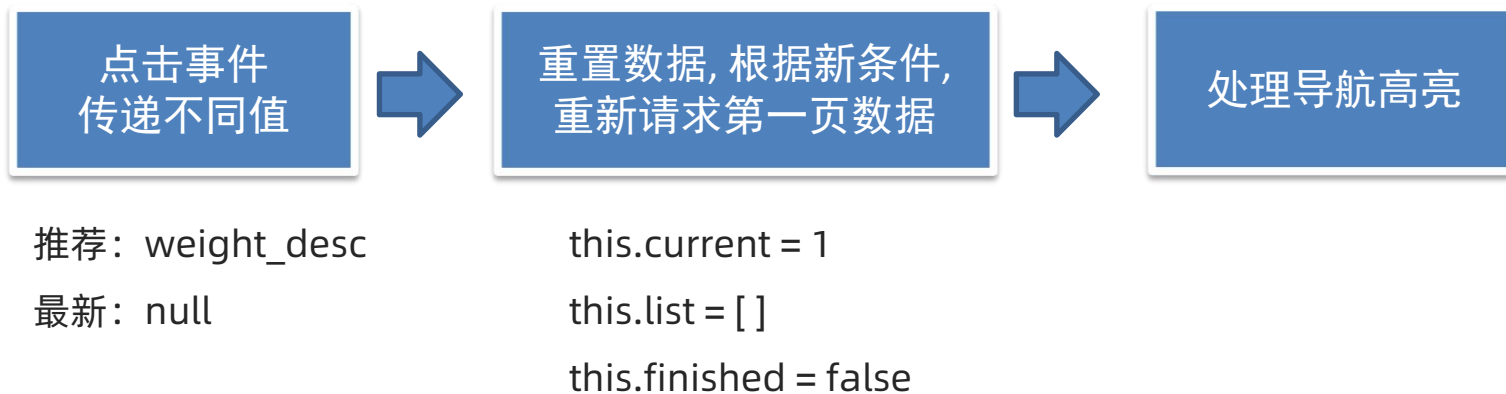 点击事件
传递不同值
重置数据, 根据新条件,
重新请求第一页数据
处理导航高亮
推荐：weight_desc
最新：null
this.current = 1
this.list = [ ]
this.finished = false